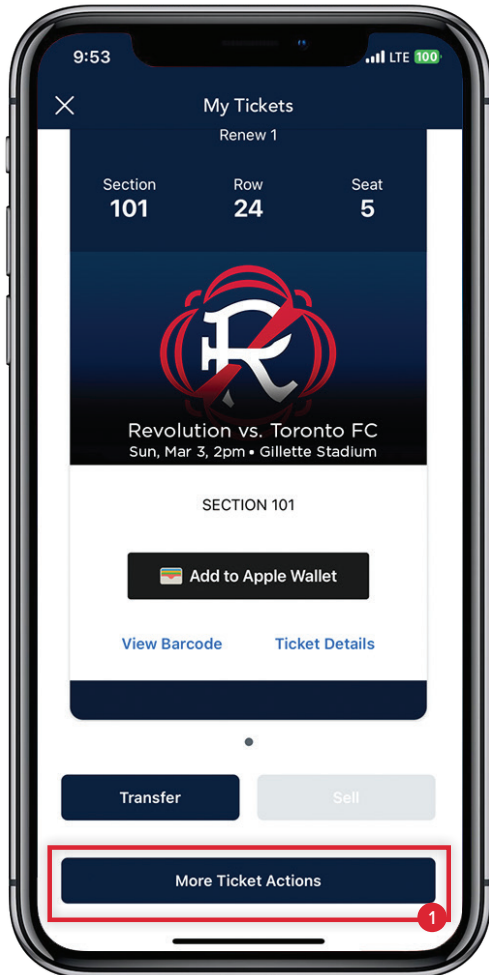 9:53 LTE 100
My Tickets
Renew 1
Section Row Seat
101 24 5
R
Revolution vs. Toronto FC
Sun, Mar 3, 2pm • Gillette Stadium
SECTION 101
Add to Apple Wallet
View Barcode Ticket Details
Transfer Sell
More Ticket Actions
1